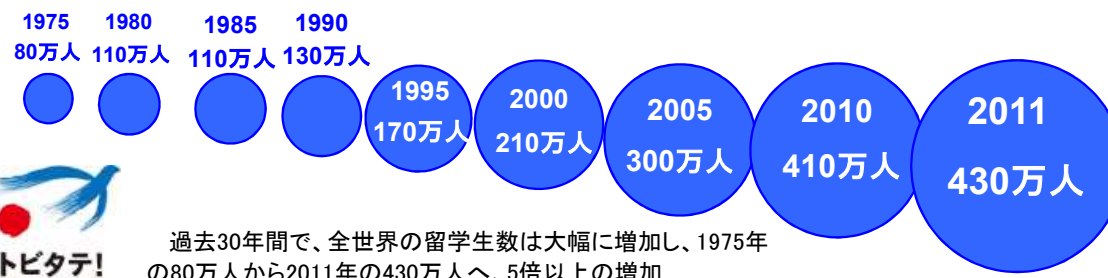 1975
80万人
1980
110万人
1985
110万人
1990
130万人
1995
170万人
2000
210万人
2005
300万人
2010
410万人
2011
430万人
トビタテ!
過去30年間で、全世界の留学生数は大幅に増加し、1975年
の80万人から2011年の430万人へ、5倍以上の増加